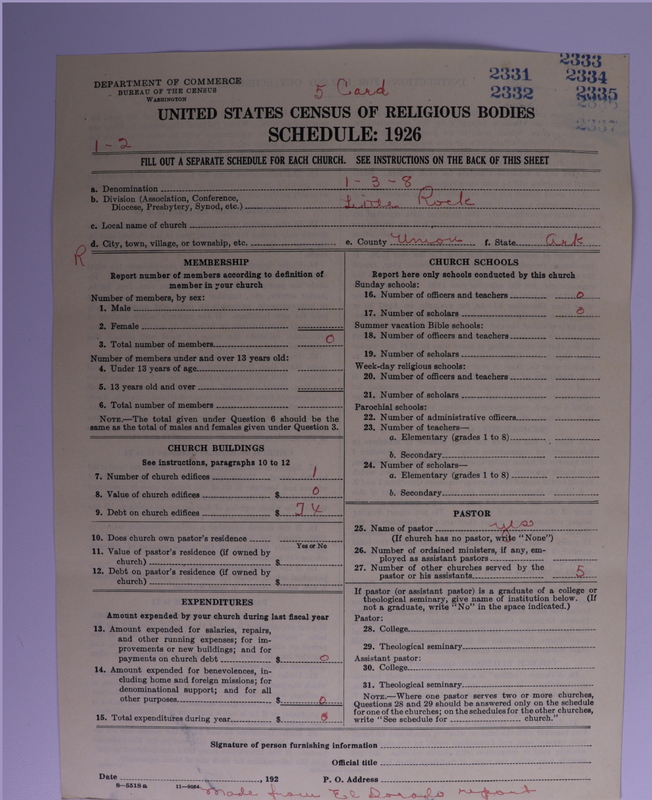 DEPARTMENT OF COMMERCE
BUREAU OF THE CENSUS
WASHINGTON
5 Card
2331
2332
2333
2334
2335
2337
UNITED STATES CENSUS OF RELIGIOUS BODIES
SCHEDULE: 1926
1-2
FILL OUT A SEPARATE SCHEDULE FOR EACH CHURCH. SEE INSTRUCTIONS ON THE BACK OF THIS SHEET
a. Denomination 1-3-8
b. Division (Association, Conference,
Diocese, Presbytery, Synod, etc.) Little Rock
c. Local name of church
d. City, town, village, or township, etc. e. County Union f. State Ark
R
MEMBERSHIP
Report number of members according to definition of
member in your church
Number of members, by sex:
1. Male
2. Female
3. Total number of members 0
Number of members under and over 13 years old:
4. Under 13 years of age
5. 13 years old and over
6. Total number of members
NOTE.—The total given under Question 6 should be the
same as the total of males and females given under Question 3.
CHURCH BUILDINGS
See instructions, paragraphs 10 to 12
7. Number of church edifices 1
8. Value of church edifices $ 0
9. Debt on church edifices $
10. Does church own pastor's residence
Yes or No
11. Value of pastor's residence (if owned by
church) $
12. Debt on pastor's residence (if owned by
church) $
EXPENDITURES
Amount expended by your church during last fiscal year
13. Amount expended for salaries, repairs,
and other running expenses; for im-
provements or new buildings; and for
payments on church debt $ 0
14. Amount expended for benevolences, in-
cluding home and foreign missions; for
denominational support; and for all
other purposes $ 0
15. Total expenditures during year $ 0
CHURCH SCHOOLS
Report here only schools conducted by this church
Sunday schools:
16. Number of officers and teachers 0
17. Number of scholars 0
Summer vacation Bible schools:
18. Number of officers and teachers
19. Number of scholars
Week-day religious schools:
20. Number of officers and teachers
21. Number of scholars
Parochial schools:
22. Number of administrative officers
23. Number of teachers—
a. Elementary (grades 1 to 8)
b. Secondary
24. Number of scholars—
a. Elementary (grades 1 to 8)
b. Secondary
PASTOR
25. Name of pastor yes
(If church has no pastor, write "None")
26. Number of ordained ministers, if any, em-
ployed as assistant pastors
27. Number of other churches served by the
pastor or his assistants 5
If pastor (or assistant pastor) is a graduate of a college or
theological seminary, give name of institution below. (If
not a graduate, write "No" in the space indicated.)
Pastor:
28. College
29. Theological seminary
Assistant pastor:
30. College
31. Theological seminary
NOTE.—Where one pastor serves two or more churches,
Questions 28 and 29 should be answered only on the schedule
for one of the churches; on the schedules for the other churches,
write "See schedule for church."
Signature of person furnishing information
Official title
Date , 192 P. O. Address
8-5518a
Made from El Dorado report